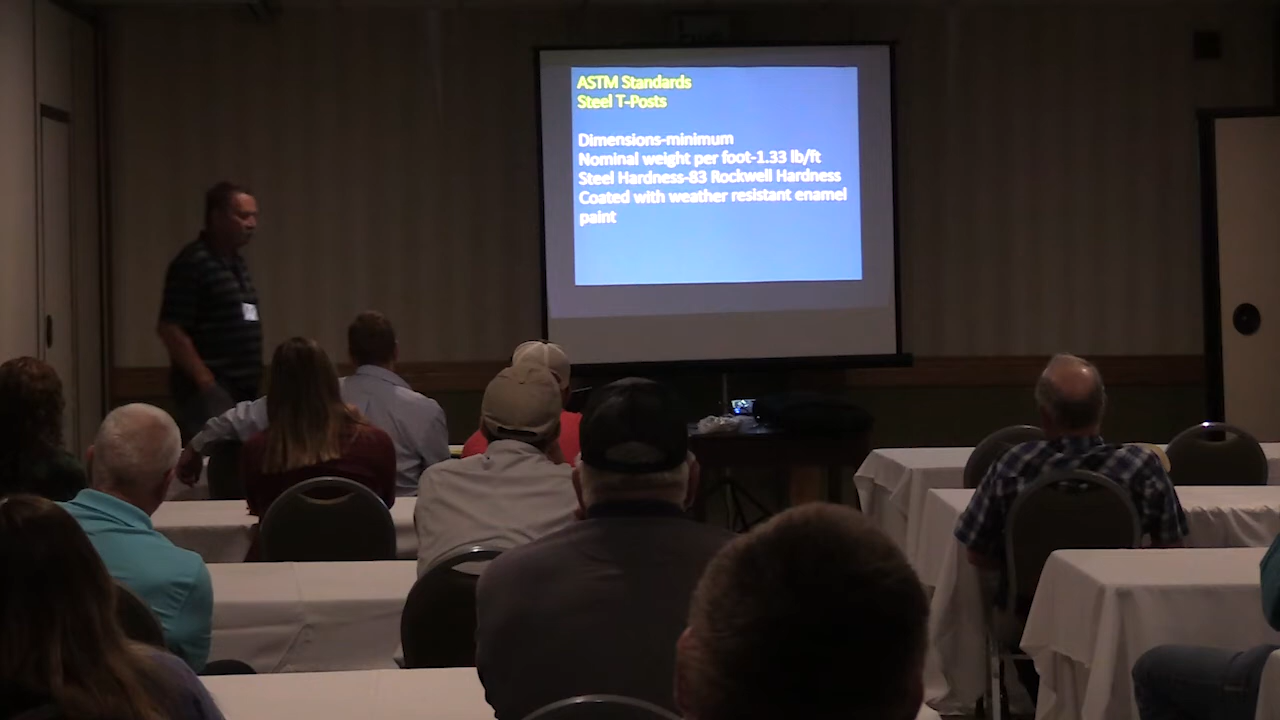 ASTM Standards
Steel T-Posts
Dimensions-minimum
Nominal weight per foot-1.33 lb/ft
Steel Hardness-83 Rockwell Hardness
Coated with weather resistant enamel
paint